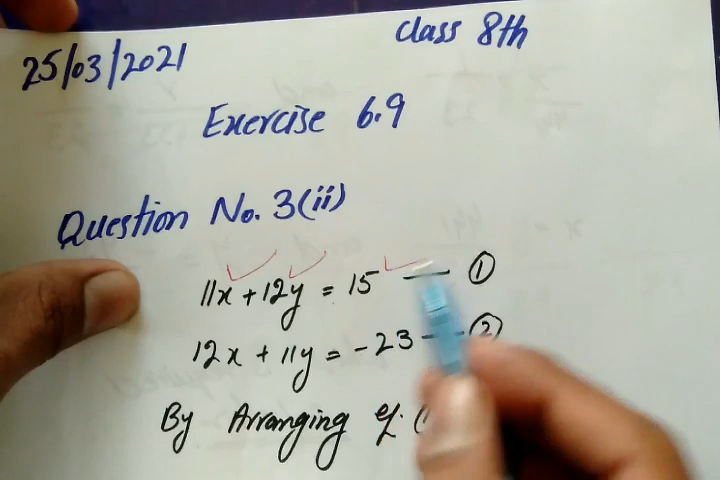 25/03/2021 Class 8th
Exercise 6.9
Question No. 3(ii)
11x + 12y = 15 — ①
12x + 11y = -23 — ②
By Arranging eq. (